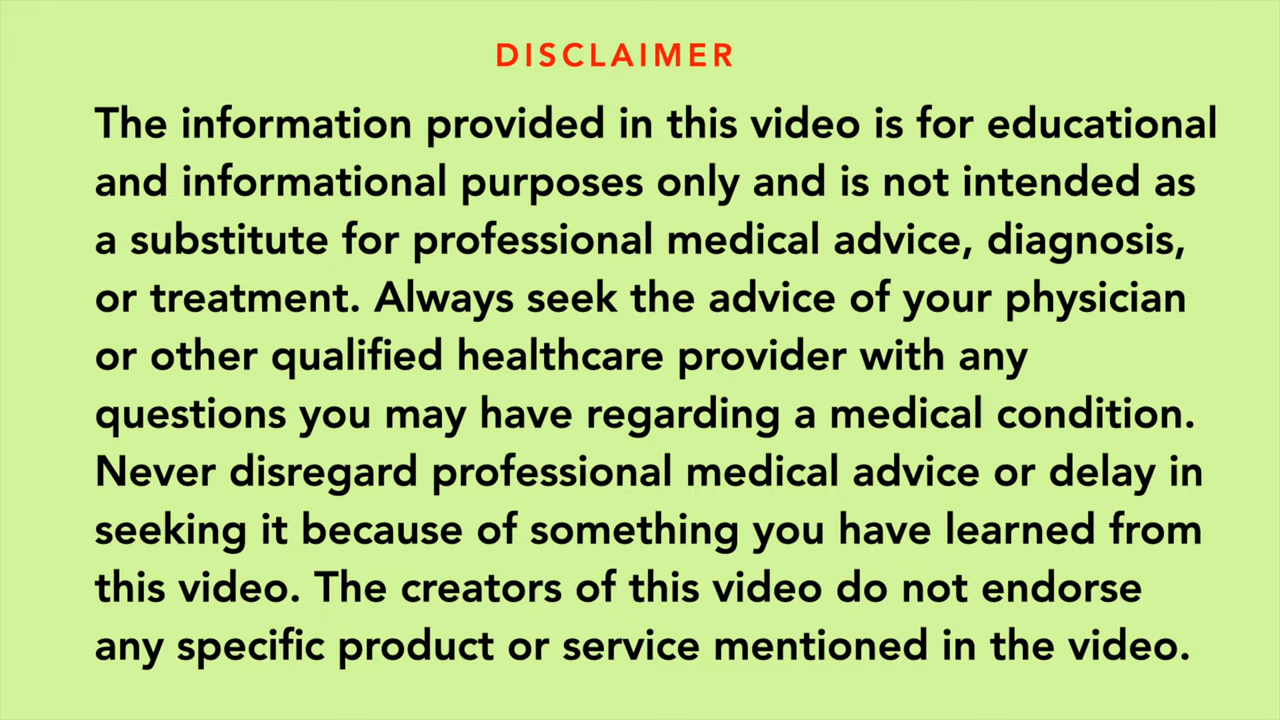 DISCLAIMER
The information provided in this video is for educational
and informational purposes only and is not intended as
a substitute for professional medical advice, diagnosis,
or treatment. Always seek the advice of your physician
or other qualified healthcare provider with any
questions you may have regarding a medical condition.
Never disregard professional medical advice or delay in
seeking it because of something you have learned from
this video. The creators of this video do not endorse
any specific product or service mentioned in the video.